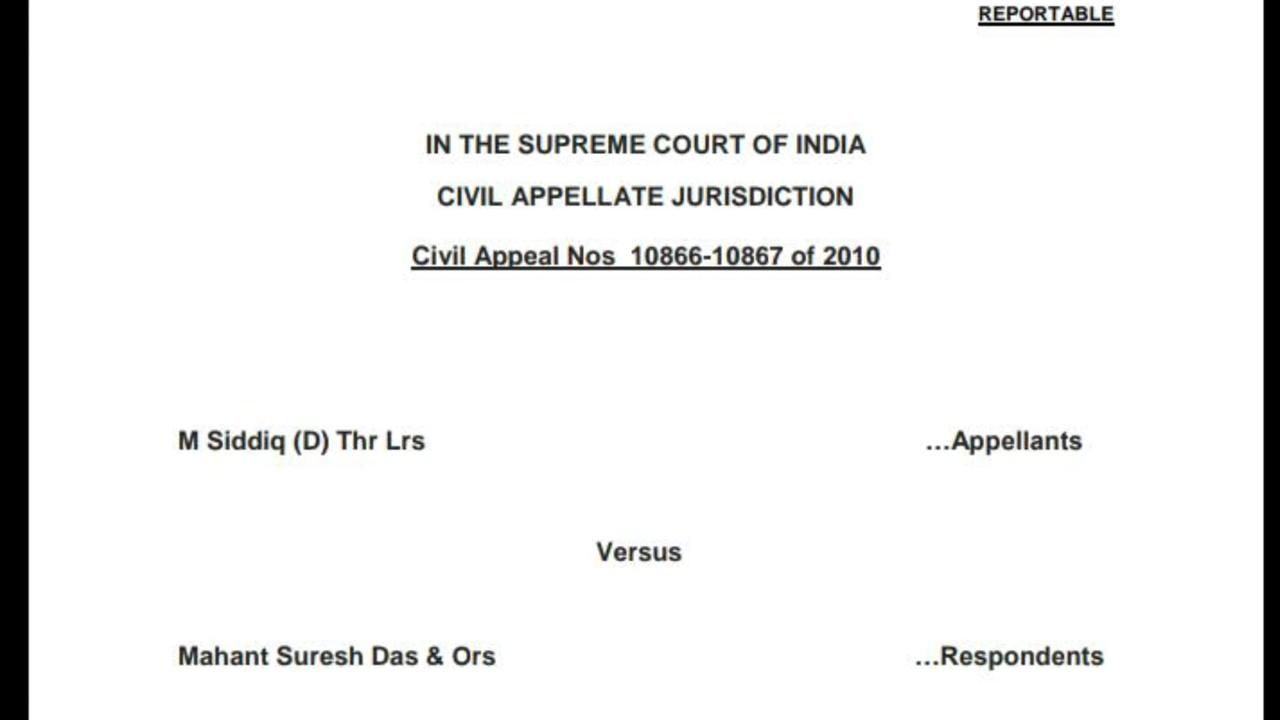 REPORTABLE
IN THE SUPREME COURT OF INDIA
CIVIL APPELLATE JURISDICTION
Civil Appeal Nos 10866-10867 of 2010
M Siddiq (D) Thr Lrs ...Appellants
Versus
Mahant Suresh Das & Ors ...Respondents